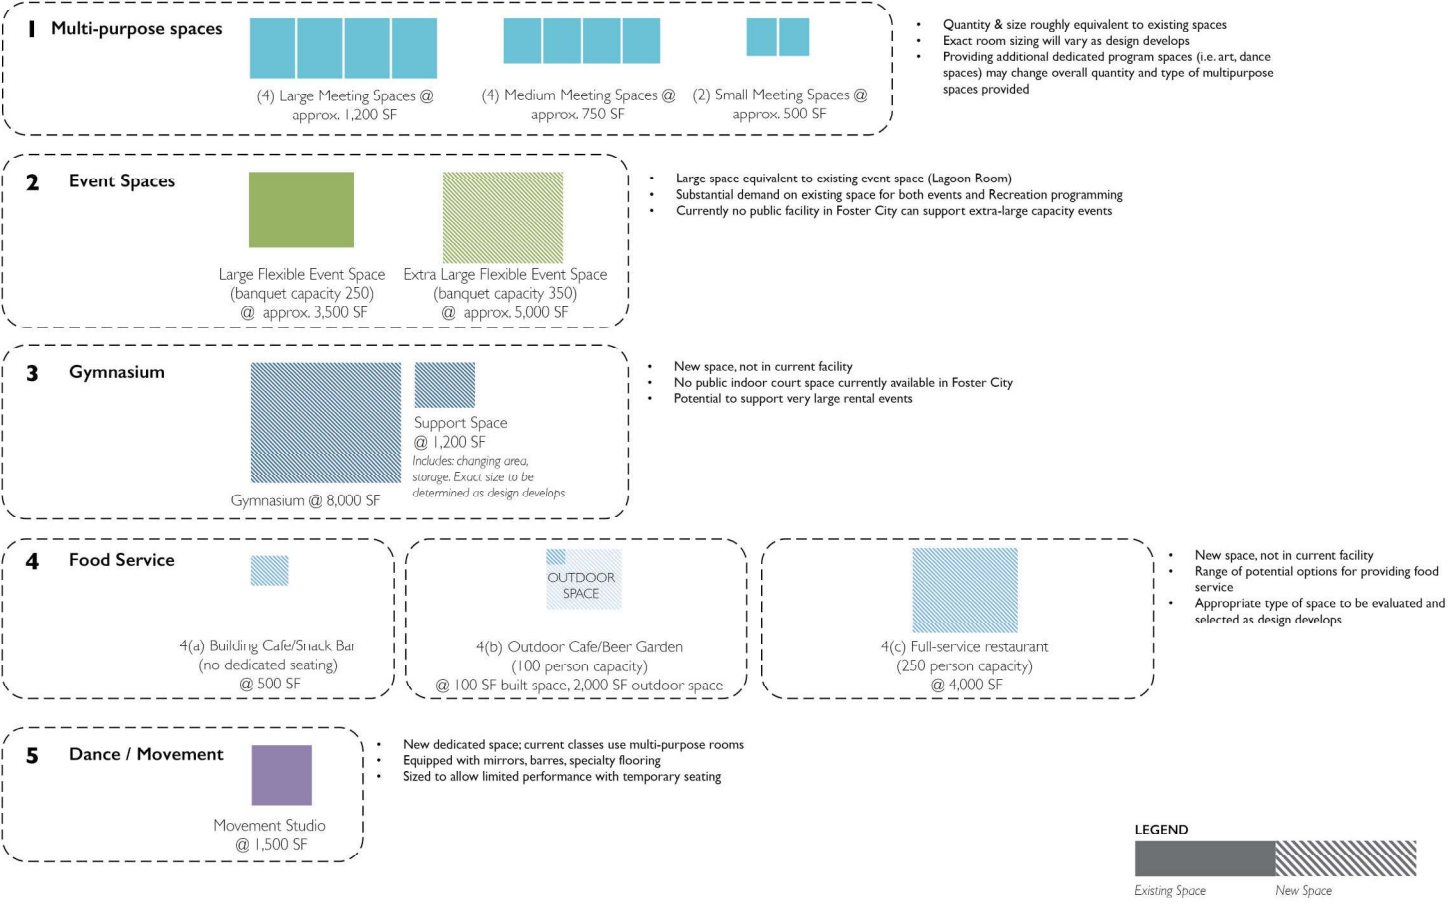 1 Multi-purpose spaces
(4) Large Meeting Spaces @
approx. 1,200 SF
(4) Medium Meeting Spaces @
approx. 750 SF
(2) Small Meeting Spaces @
approx. 500 SF
• Quantity & size roughly equivalent to existing spaces
• Exact room sizing will vary as design develops
• Providing additional dedicated program spaces (i.e. art, dance
spaces) may change overall quantity and type of multipurpose
spaces provided
2 Event Spaces
Large Flexible Event Space
(banquet capacity 250)
@ approx. 3,500 SF
Extra Large Flexible Event Space
(banquet capacity 350)
@ approx. 5,000 SF
• Large space equivalent to existing event space (Lagoon Room)
• Substantial demand on existing space for both events and Recreation programming
• Currently no public facility in Foster City can support extra-large capacity events
3 Gymnasium
Gymnasium @ 8,000 SF
Support Space
@ 1,200 SF
Includes: changing area,
storage. Exact size to be
determined as design develops
• New space, not in current facility
• No public indoor court space currently available in Foster City
• Potential to support very large rental events
4 Food Service
4(a) Building Cafe/Snack Bar
(no dedicated seating)
@ 500 SF
OUTDOOR
SPACE
4(b) Outdoor Cafe/Beer Garden
(100 person capacity)
@ 100 SF built space, 2,000 SF outdoor space
4(c) Full-service restaurant
(250 person capacity)
@ 4,000 SF
• New space, not in current facility
• Range of potential options for providing food
service
• Appropriate type of space to be evaluated and
selected as design develops
5 Dance / Movement
Movement Studio
@ 1,500 SF
• New dedicated space; current classes use multi-purpose rooms
• Equipped with mirrors, barres, specialty flooring
• Sized to allow limited performance with temporary seating
LEGEND
Existing Space
New Space